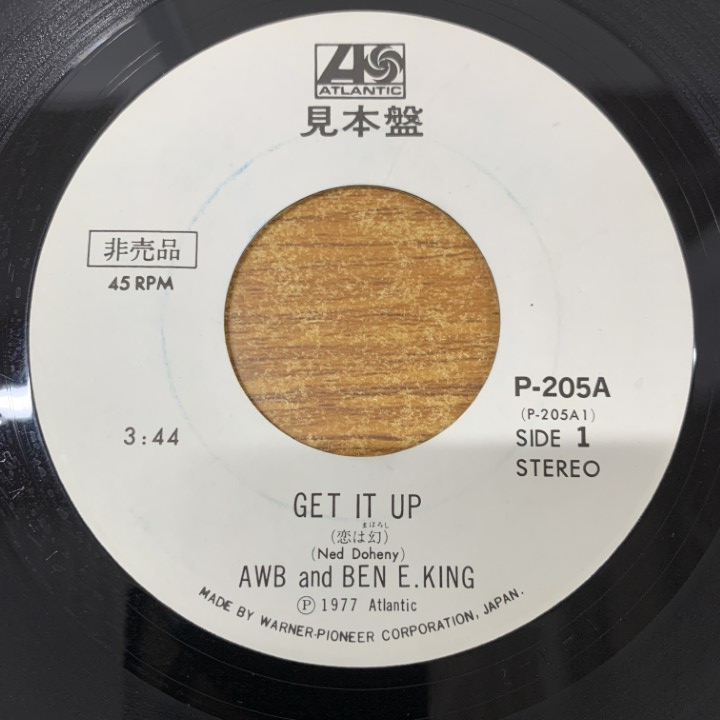 ATLANTIC
見本盤
非売品
45 RPM
P-205A
(P-205A1)
3:44
SIDE 1
STEREO
GET IT UP
まぼろし
(恋は幻)
(Ned Doheny)
AWB and BEN E.KING
Ⓟ 1977 Atlantic
MADE BY WARNER-PIONEER CORPORATION, JAPAN.